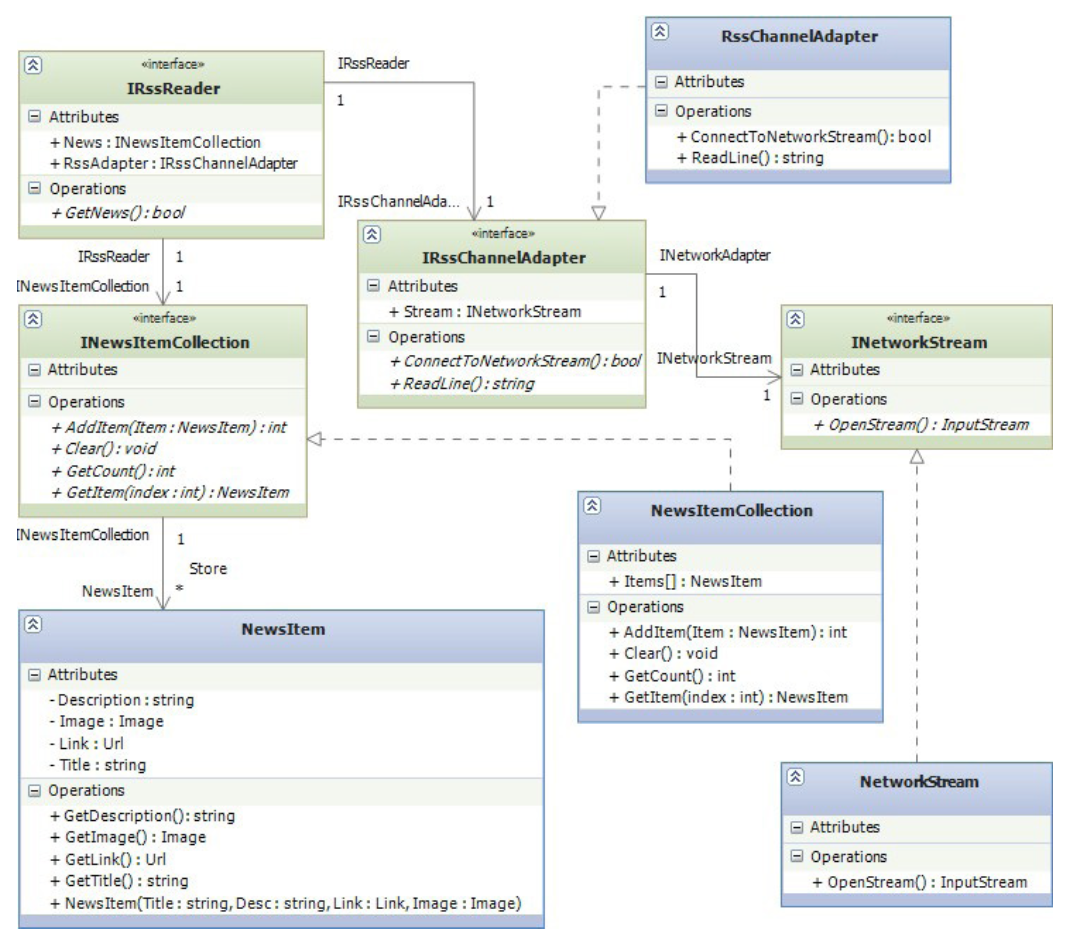 «interface»
IRssReader
Attributes
+ News : INewsItemCollection
+ RssAdapter : IRssChannelAdapter
Operations
+ GetNews() : bool
IRssReader
1
IRssChannelAda...
1
RssChannelAdapter
Attributes
Operations
+ ConnectToNetworkStream(): bool
+ ReadLine() : string
IRssReader
1
INewsItemCollection
1
«interface»
IRssChannelAdapter
Attributes
+ Stream : INetworkStream
Operations
+ ConnectToNetworkStream() : bool
+ ReadLine() : string
INetworkAdapter
1
INetworkStream
1
«interface»
INewsItemCollection
Attributes
Operations
+ AddItem(Item : NewsItem) : int
+ Clear() : void
+ GetCount() : int
+ GetItem(index : int) : NewsItem
«interface»
INetworkStream
Attributes
Operations
+ OpenStream() : InputStream
INewsItemCollection
1
Store
NewsItem
*
NewsItemCollection
Attributes
+ Items[] : NewsItem
Operations
+ AddItem(Item : NewsItem) : int
+ Clear() : void
+ GetCount() : int
+ GetItem(index : int) : NewsItem
NewsItem
Attributes
- Description : string
- Image : Image
- Link : Url
- Title : string
Operations
+ GetDescription(): string
+ GetImage() : Image
+ GetLink() : Url
+ GetTitle() : string
+ NewsItem(Title : string, Desc : string, Link : Link, Image : Image)
NetworkStream
Attributes
Operations
+ OpenStream() : InputStream